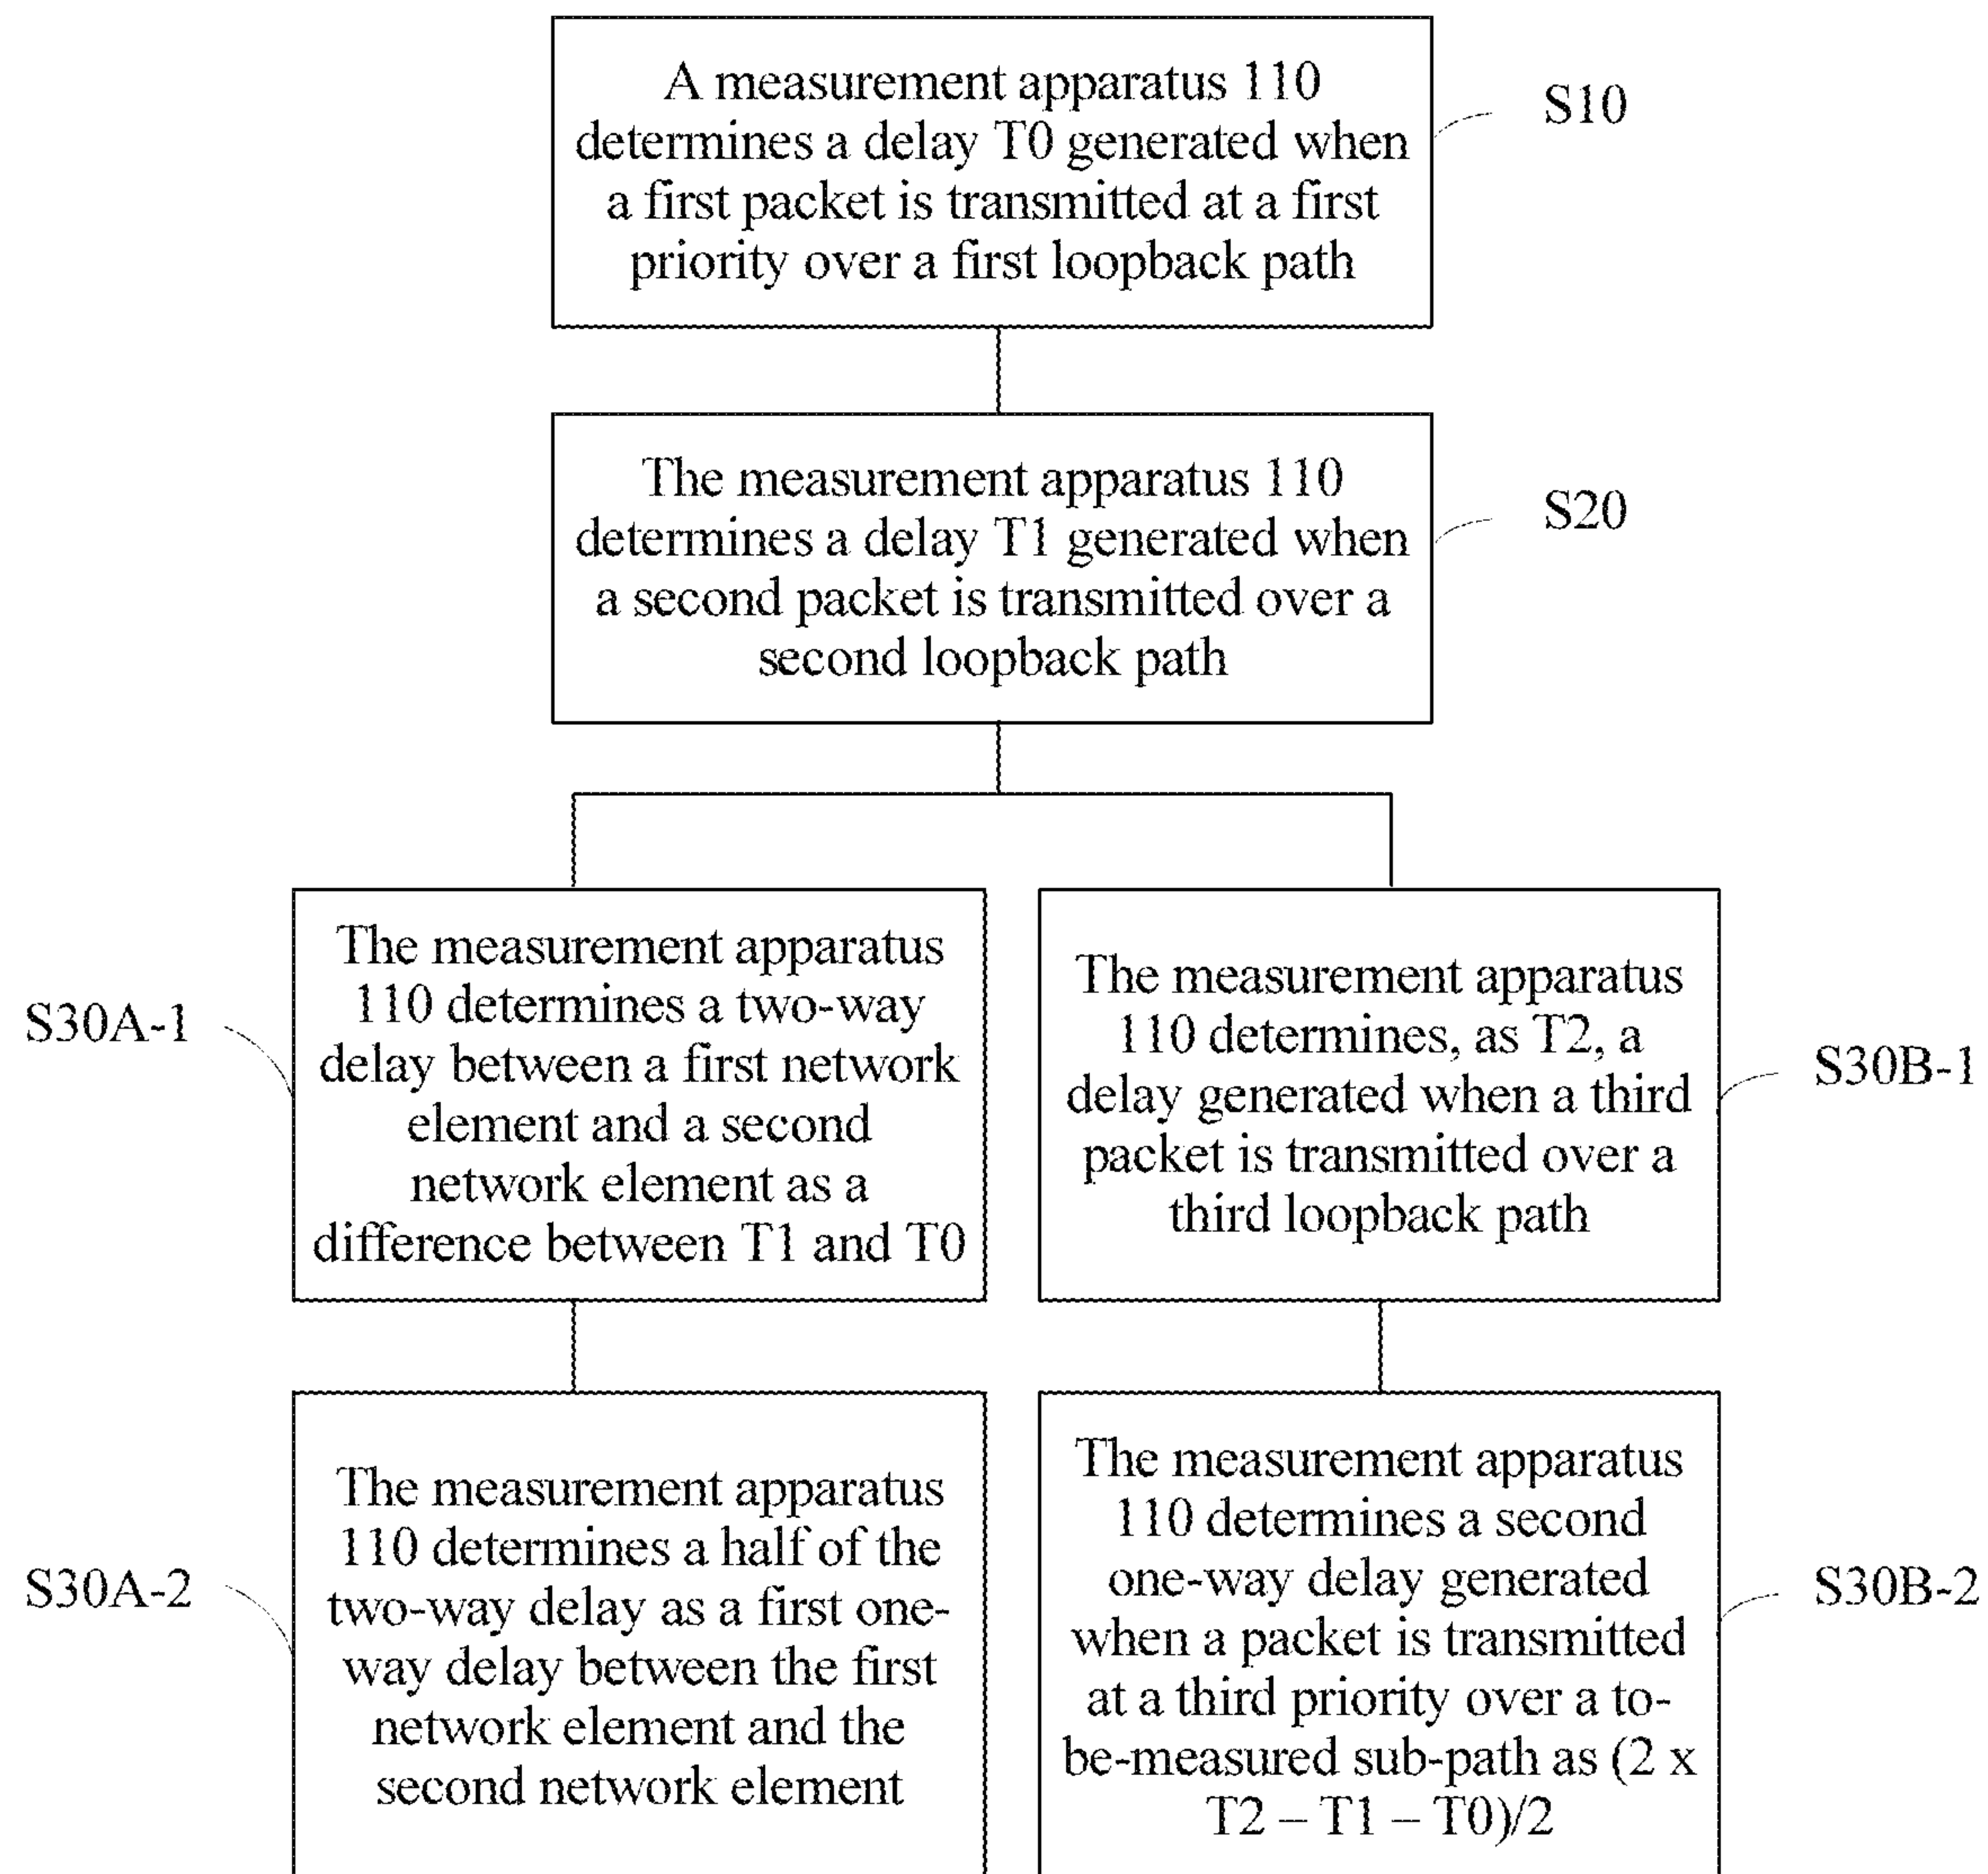 A measurement apparatus 110
determines a delay T0 generated when
a first packet is transmitted at a first
priority over a first loopback path
S10
The measurement apparatus 110
determines a delay T1 generated when
a second packet is transmitted over a
second loopback path
S20
S30A-1
The measurement apparatus
110 determines a two-way
delay between a first network
element and a second
network element as a
difference between T1 and T0
The measurement apparatus
110 determines, as T2, a
delay generated when a third
packet is transmitted over a
third loopback path
S30B-1
S30A-2
The measurement apparatus
110 determines a half of the
two-way delay as a first one-
way delay between the first
network element and the
second network element
The measurement apparatus
110 determines a second
one-way delay generated
when a packet is transmitted
at a third priority over a to-
be-measured sub-path as (2 x
T2 – T1 – T0)/2
S30B-2